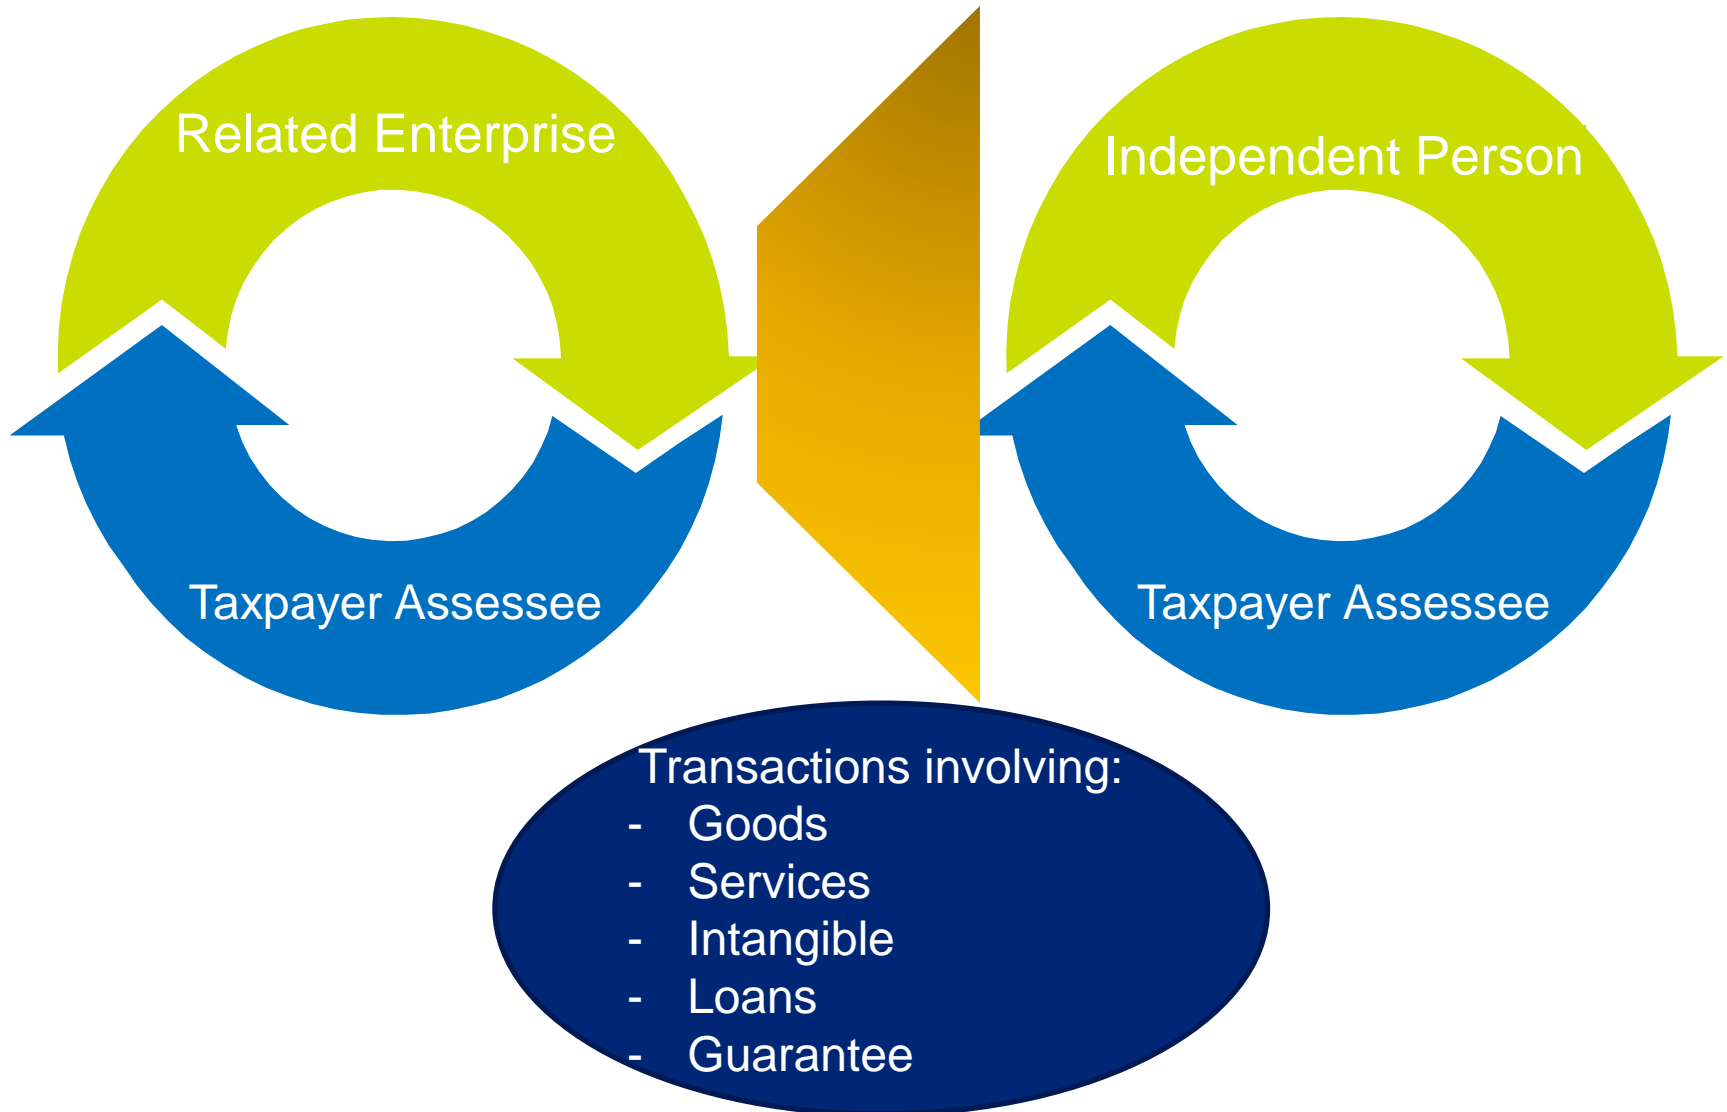 Related Enterprise
Taxpayer Assessee
Independent Person
Taxpayer Assessee
Transactions involving:
- Goods
- Services
- Intangible
- Loans
- Guarantee